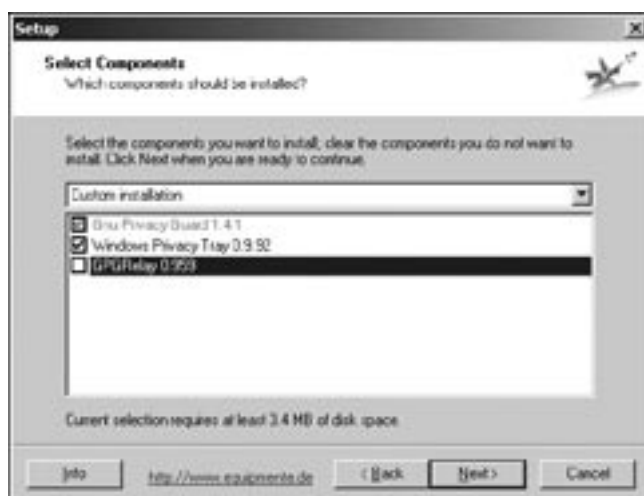 Setup
Select Components
Which components should be installed?
Select the components you want to install; clear the components you do not want to
install. Click Next when you are ready to continue.
Custom installation
Gnu Privacy Guard 1.4.1
Windows Privacy Tray 0.9.92
GPGRelay 0.959
Current selection requires at least 3.4 MB of disk space
Info
http://www.equipmente.de
< Back
Next >
Cancel